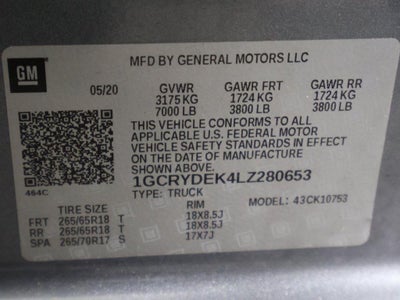 MFD BY GENERAL MOTORS LLC
GM
05/20 GVWR GAWR FRT GAWR RR
3175 KG 1724 KG 1724 KG
7000 LB 3800 LB 3800 LB
THIS VEHICLE CONFORMS TO ALL
APPLICABLE U.S. FEDERAL MOTOR
VEHICLE SAFETY STANDARDS IN EFFECT
ON THE DATE OF MANUFACTURE
SHOWN ABOVE.
1GCRYDEK4LZ280653
464C TYPE: TRUCK MODEL: 43CK10753
TIRE SIZE RIM
FRT 265/65R18 T 18X8.5J
RR 265/65R18 T 18X8.5J
SPA 265/70R17 S 17X7J